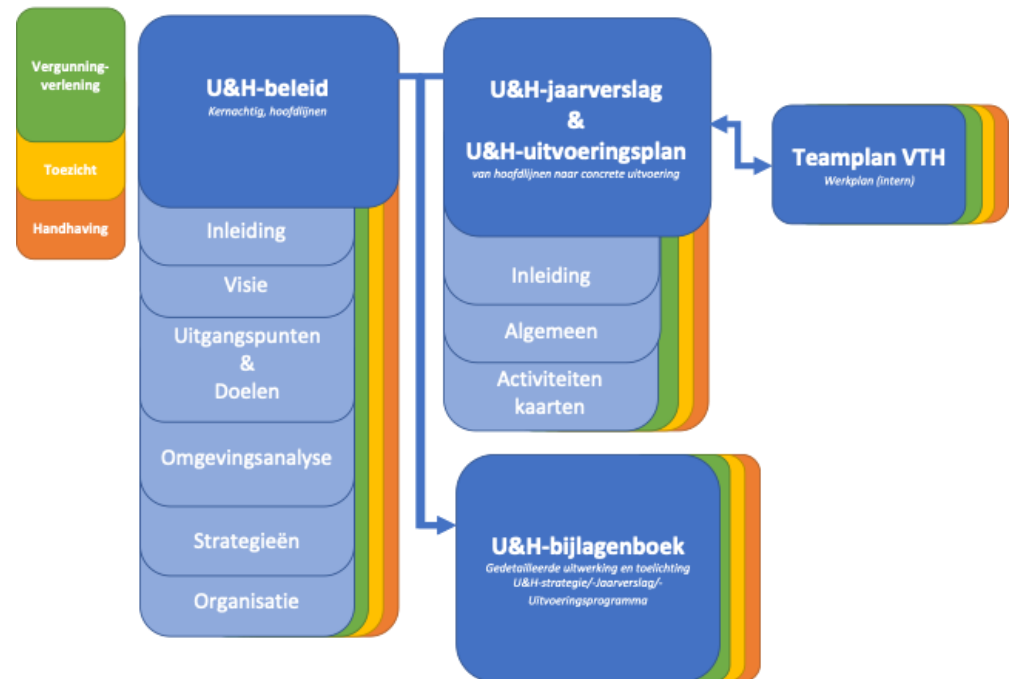 Vergunning-
verlening
Toezicht
Handhaving
U&H-beleid
Kernachtig, hoofdlijnen
Inleiding
Visie
Uitgangspunten
&
Doelen
Omgevingsanalyse
Strategieën
Organisatie
U&H-jaarverslag
&
U&H-uitvoeringsplan
van hoofdlijnen naar concrete uitvoering
Inleiding
Algemeen
Activiteiten
kaarten
Teamplan VTH
Werkplan (intern)
U&H-bijlagenboek
Gedetailleerde uitwerking en toelichting
U&H-strategie/-Jaarverslag/-
Uitvoeringsprogramma